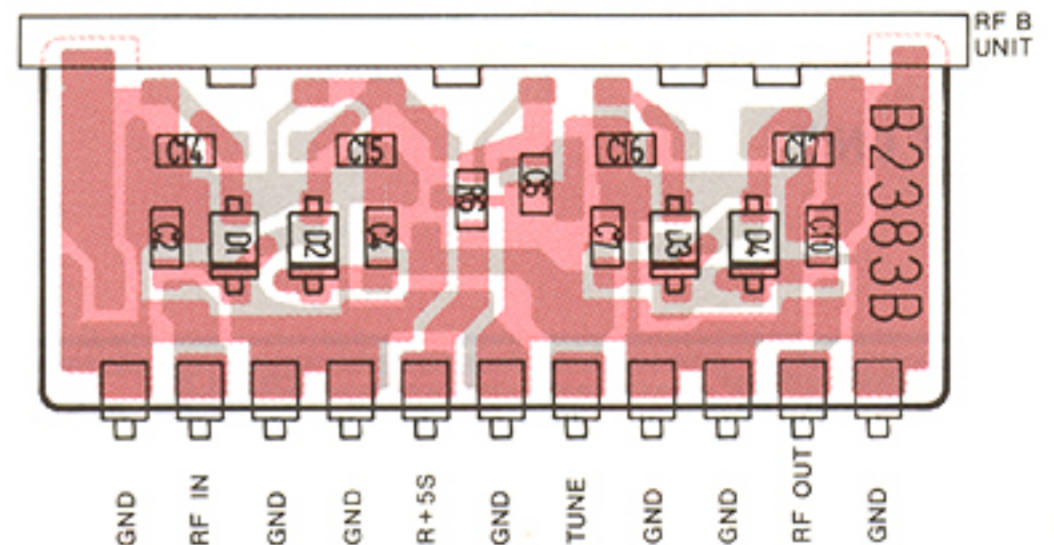 RF B
UNIT
C14
C15
C16
C17
R6
C6
C2
D1
D2
C4
C7
D3
D4
C10
B2383B
GND
RF IN
GND
GND
R+5S
GND
TUNE
GND
GND
RF OUT
GND